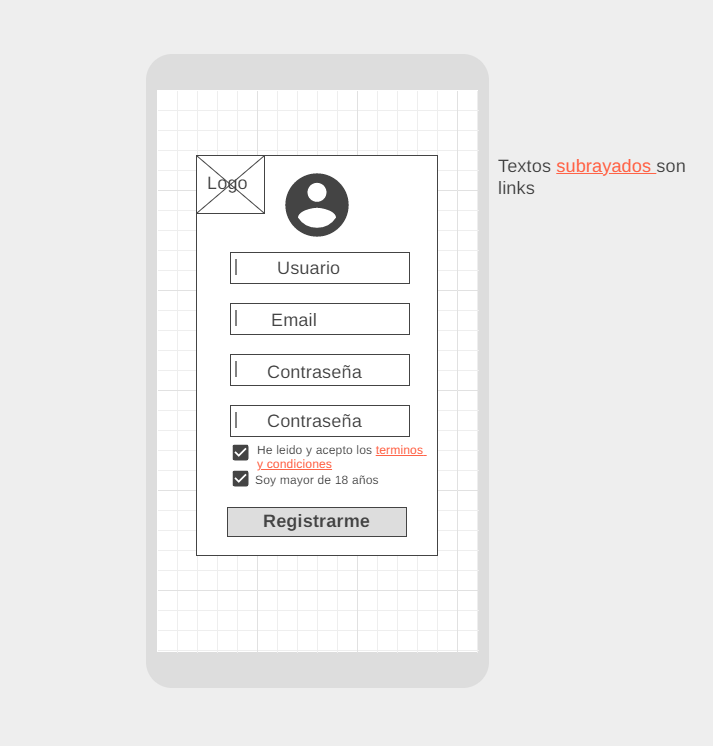 Logo
Textos subrayados son
links
Usuario
Email
Contraseña
Contraseña
He leido y acepto los terminos
y condiciones
Soy mayor de 18 años
Registrarme